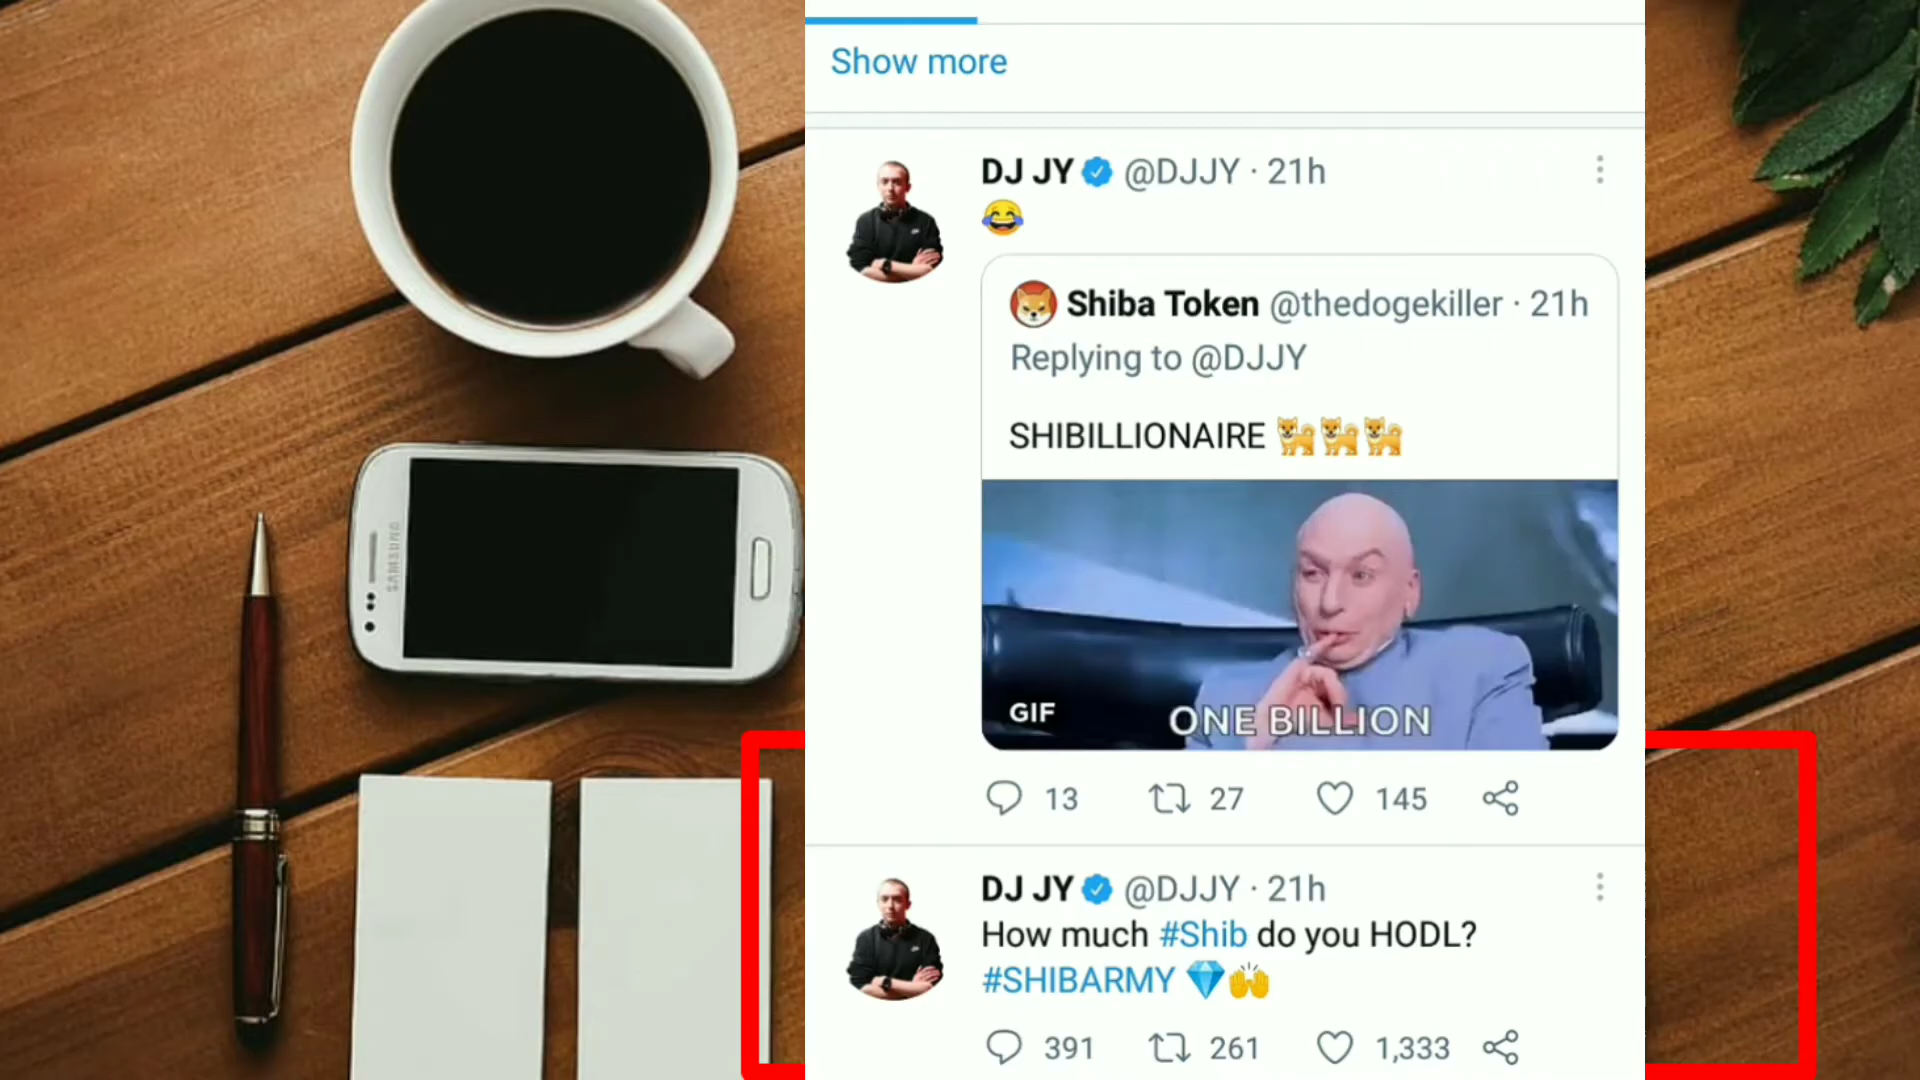 Show more
DJ JY @DJJY · 21h
😂
Shiba Token @thedogekiller · 21h
Replying to @DJJY
SHIBILLIONAIRE 🐕🐕🐕
GIF
ONE BILLION
13 27 145
DJ JY @DJJY · 21h
How much #Shib do you HODL?
#SHIBARMY 💎🙌
391 261 1,333
SAMSUNG